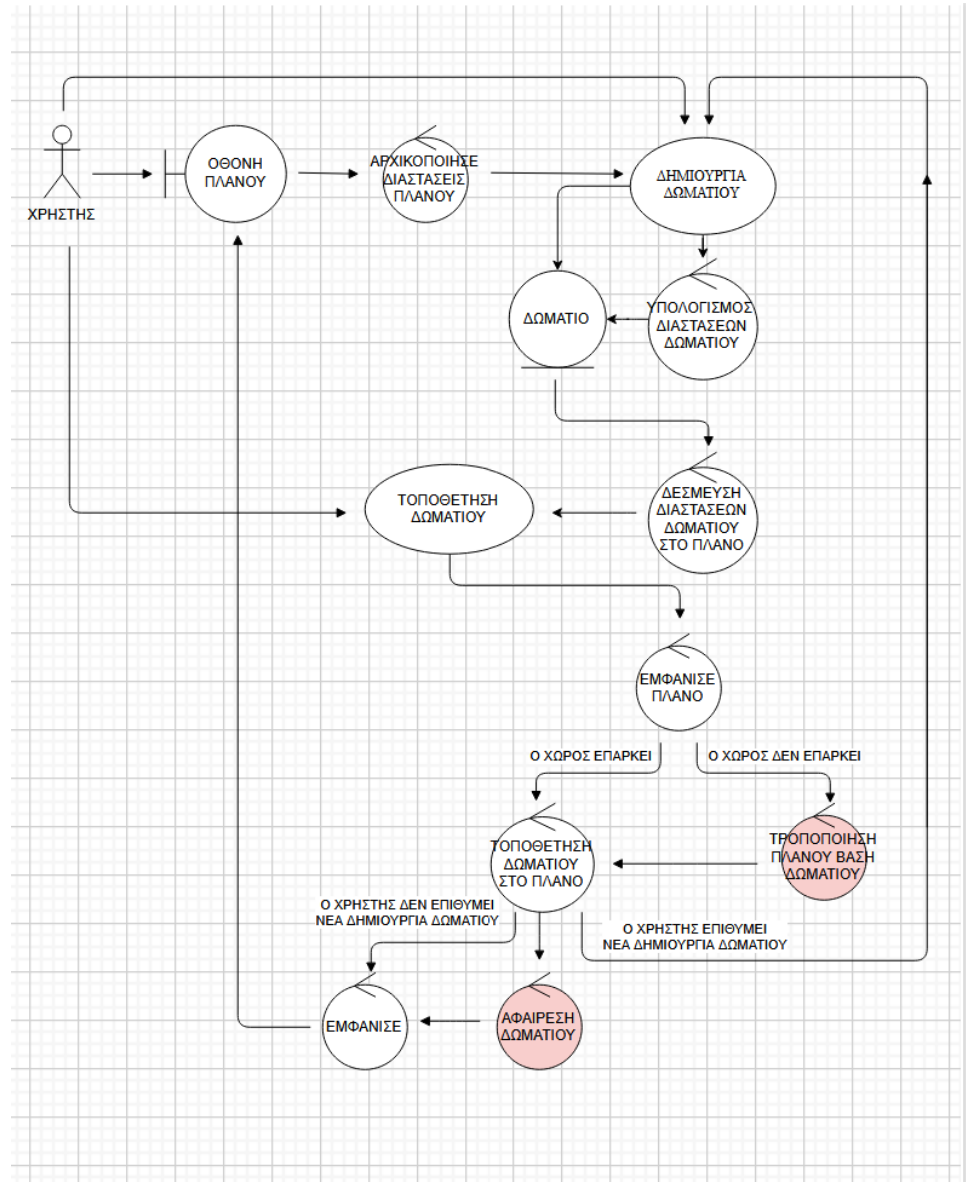 ΧΡΗΣΤΗΣ
ΟΘΟΝΗ
ΠΛΑΝΟΥ
ΑΡΧΙΚΟΠΟΙΗΣΕ
ΔΙΑΣΤΑΣΕΙΣ
ΠΛΑΝΟΥ
ΔΗΜΙΟΥΡΓΙΑ
ΔΩΜΑΤΙΟΥ
ΔΩΜΑΤΙΟ
ΥΠΟΛΟΓΙΣΜΟΣ
ΔΙΑΣΤΑΣΕΩΝ
ΔΩΜΑΤΙΟΥ
ΤΟΠΟΘΕΤΗΣΗ
ΔΩΜΑΤΙΟΥ
ΔΕΣΜΕΥΣΗ
ΔΙΑΣΤΑΣΕΩΝ
ΔΩΜΑΤΙΟΥ
ΣΤΟ ΠΛΑΝΟ
ΕΜΦΑΝΙΣΕ
ΠΛΑΝΟ
Ο ΧΩΡΟΣ ΕΠΑΡΚΕΙ
Ο ΧΩΡΟΣ ΔΕΝ ΕΠΑΡΚΕΙ
ΤΟΠΟΘΕΤΗΣΗ
ΔΩΜΑΤΙΟΥ
ΣΤΟ ΠΛΑΝΟ
ΤΡΟΠΟΠΟΙΗΣΗ
ΠΛΑΝΟΥ ΒΑΣΗ
ΔΩΜΑΤΙΟΥ
Ο ΧΡΗΣΤΗΣ ΔΕΝ ΕΠΙΘΥΜΕΙ
ΝΕΑ ΔΗΜΙΟΥΡΓΙΑ ΔΩΜΑΤΙΟΥ
Ο ΧΡΗΣΤΗΣ ΕΠΙΘΥΜΕΙ
ΝΕΑ ΔΗΜΙΟΥΡΓΙΑ ΔΩΜΑΤΙΟΥ
ΕΜΦΑΝΙΣΕ
ΑΦΑΙΡΕΣΗ
ΔΩΜΑΤΙΟΥ